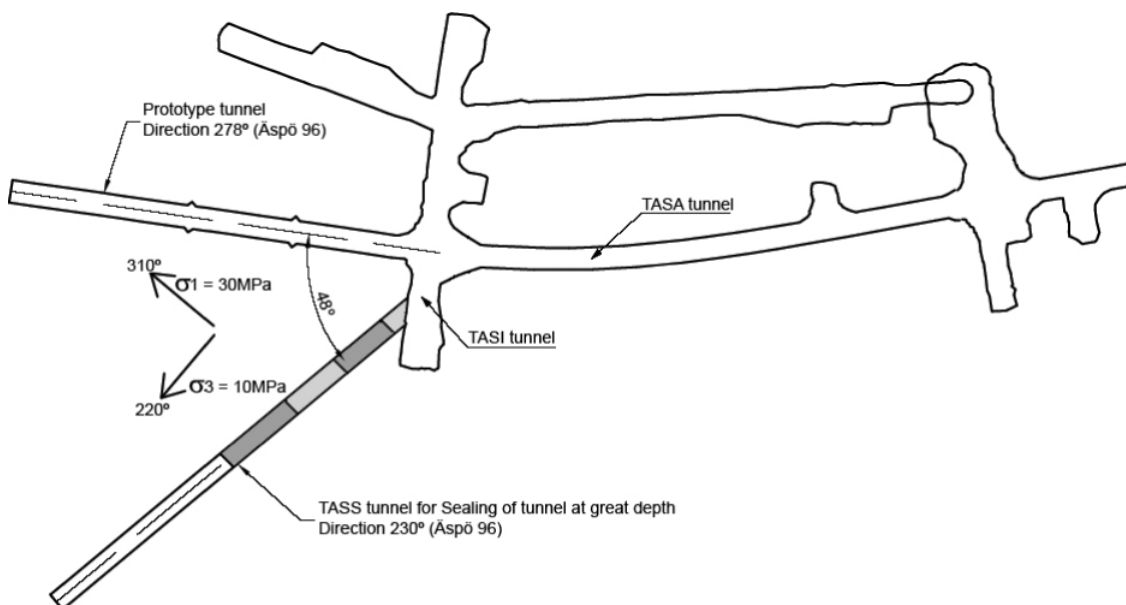 Prototype tunnel
Direction 278º (Äspö 96)
TASA tunnel
310º
σ1 = 30MPa
48º
TASI tunnel
σ3 = 10MPa
220º
TASS tunnel for Sealing of tunnel at great depth
Direction 230º (Äspö 96)